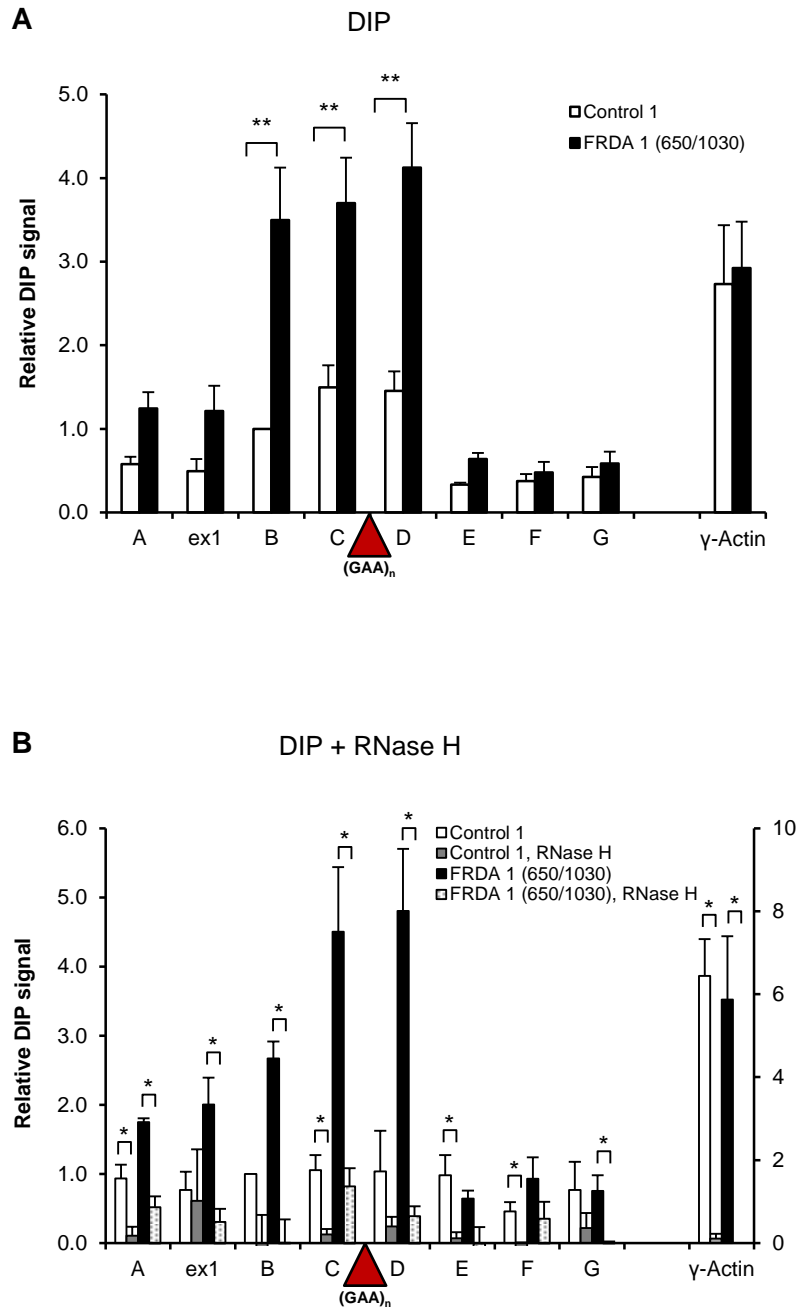 A
DIP
5.0
4.0
3.0
2.0
1.0
0.0
Relative DIP signal
** ** **
Control 1
FRDA 1 (650/1030)
A ex1 B C D E F G γ-Actin
(GAA)n
B
DIP + RNase H
6.0
5.0
4.0
3.0
2.0
1.0
0.0
Relative DIP signal
Control 1
Control 1, RNase H
FRDA 1 (650/1030)
FRDA 1 (650/1030), RNase H
* * * * * * * * * * * *
10
8
6
4
2
0
A ex1 B C D E F G γ-Actin
(GAA)n